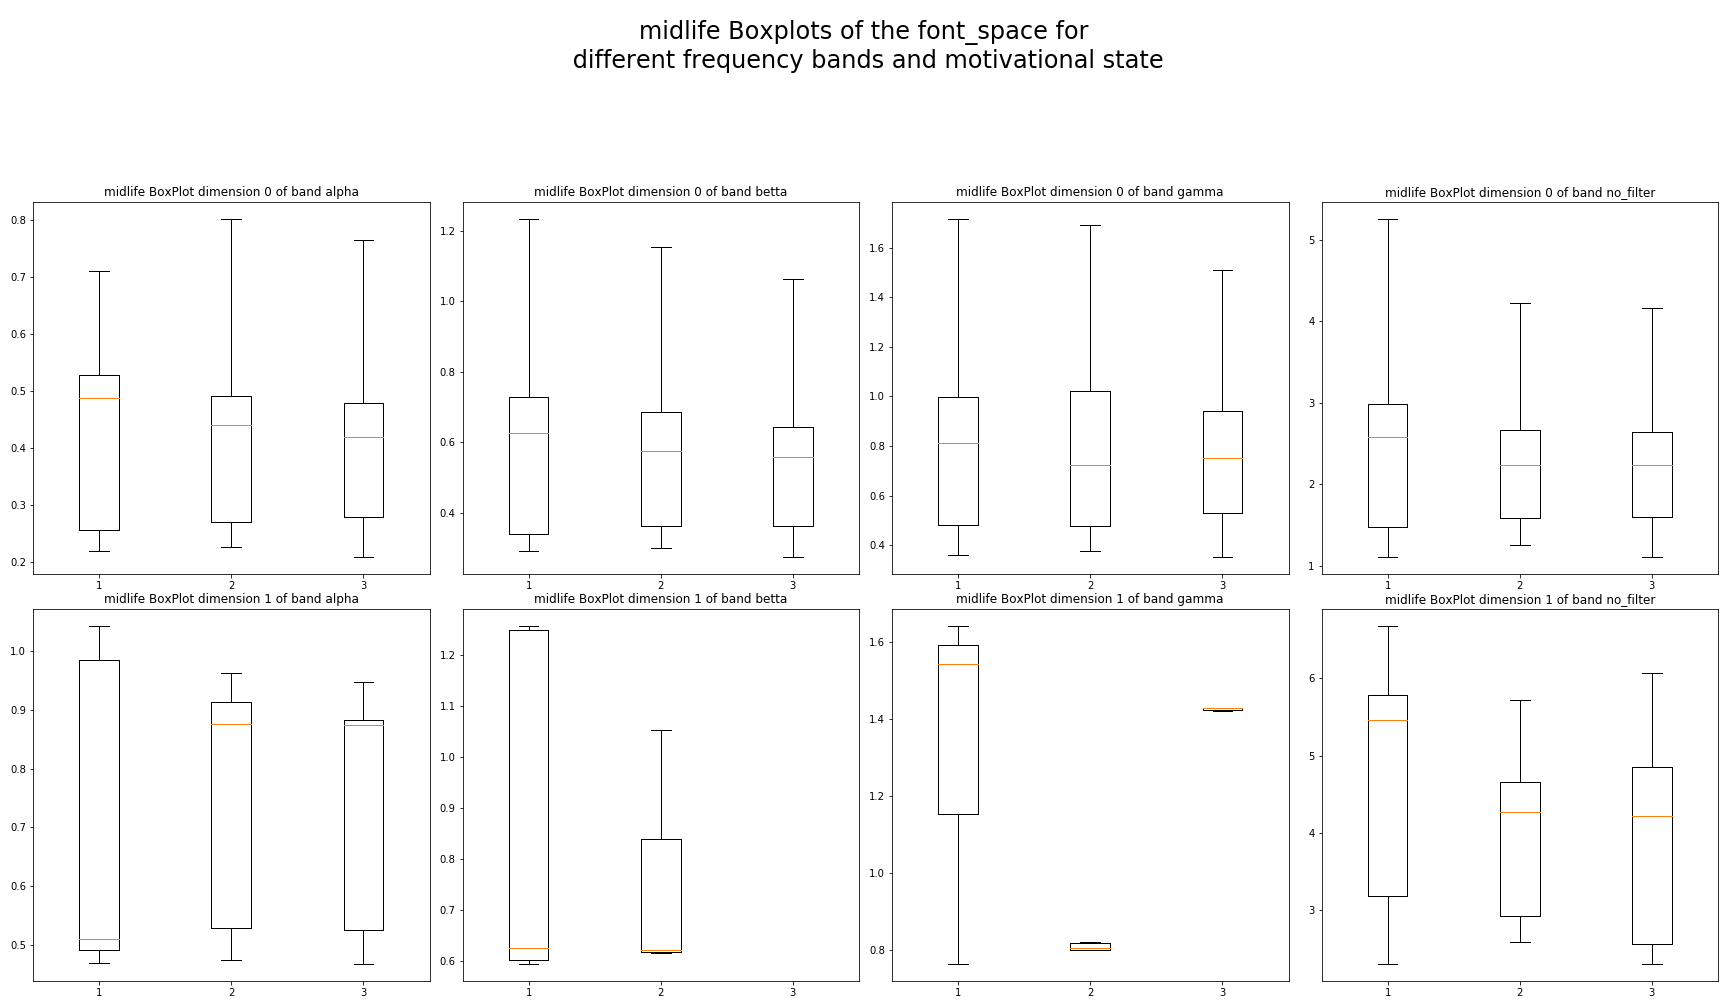 midlife Boxplots of the font_space for
different frequency bands and motivational state
midlife BoxPlot dimension 0 of band alpha
0.8
0.7
0.6
0.5
0.4
0.3
0.2
1 2 3
midlife BoxPlot dimension 0 of band betta
1.2
1.0
0.8
0.6
0.4
1 2 3
midlife BoxPlot dimension 0 of band gamma
1.6
1.4
1.2
1.0
0.8
0.6
0.4
1 2 3
midlife BoxPlot dimension 0 of band no_filter
5
4
3
2
1
1 2 3
midlife BoxPlot dimension 1 of band alpha
1.0
0.9
0.8
0.7
0.6
0.5
1 2 3
midlife BoxPlot dimension 1 of band betta
1.2
1.1
1.0
0.9
0.8
0.7
0.6
1 2 3
midlife BoxPlot dimension 1 of band gamma
1.6
1.4
1.2
1.0
0.8
1 2 3
midlife BoxPlot dimension 1 of band no_filter
6
5
4
3
1 2 3